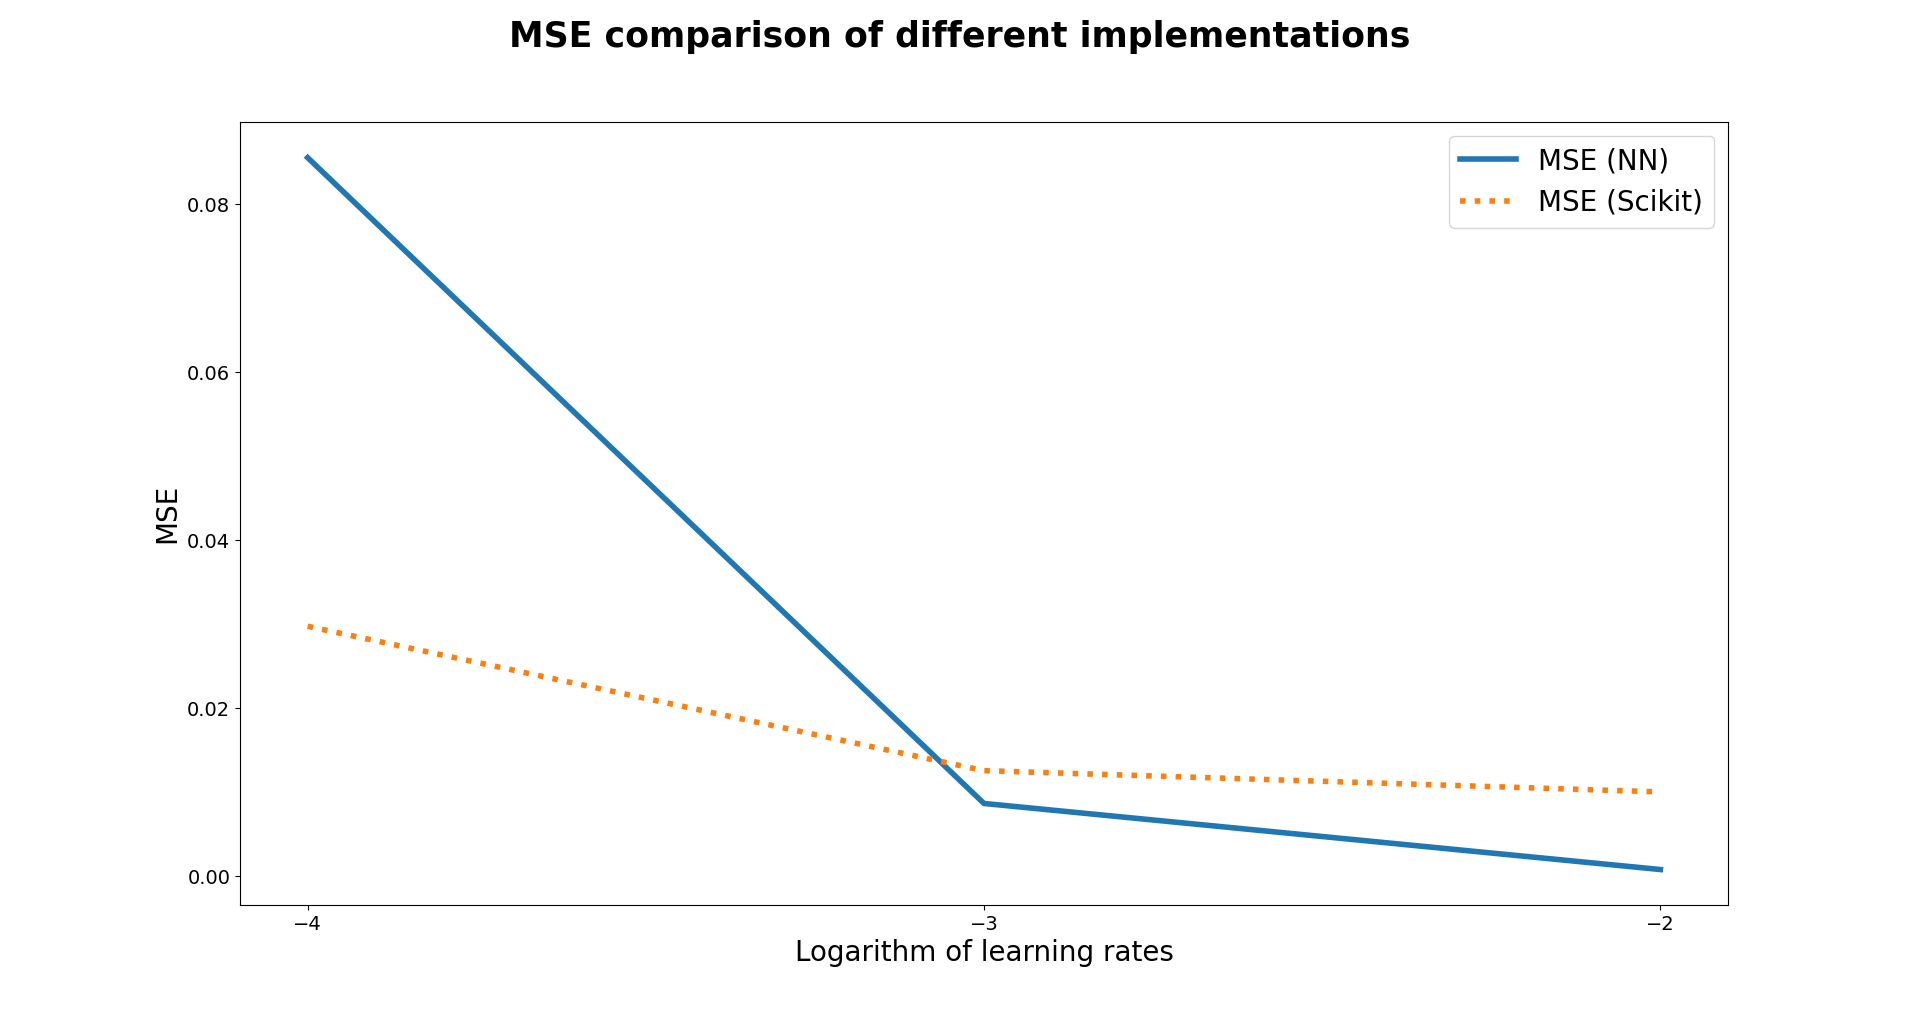 MSE comparison of different implementations
MSE (NN)
MSE (Scikit)
0.08
0.06
0.04
0.02
0.00
MSE
−4
−3
−2
Logarithm of learning rates